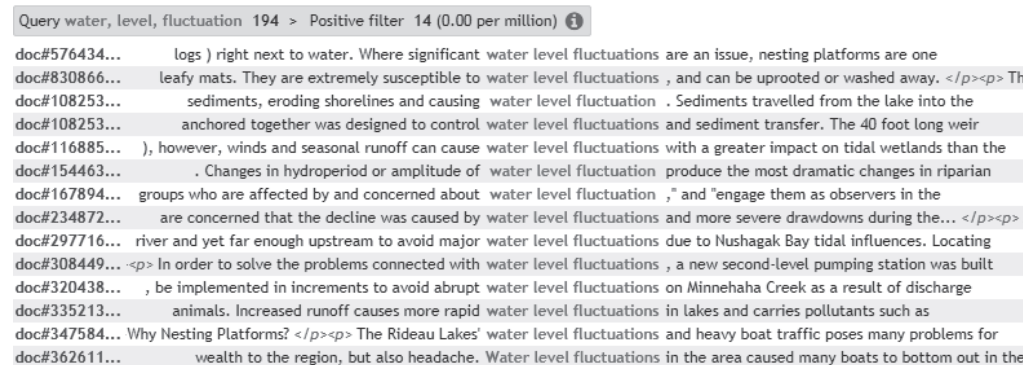 Query water, level, fluctuation 194 > Positive filter 14 (0.00 per million) i
doc#576434... logs ) right next to water. Where significant water level fluctuations are an issue, nesting platforms are one
doc#830866... leafy mats. They are extremely susceptible to water level fluctuations , and can be uprooted or washed away. </p><p> Th
doc#108253... sediments, eroding shorelines and causing water level fluctuation . Sediments travelled from the lake into the
doc#108253... anchored together was designed to control water level fluctuations and sediment transfer. The 40 foot long weir
doc#116885... ), however, winds and seasonal runoff can cause water level fluctuations with a greater impact on tidal wetlands than the
doc#154463... . Changes in hydroperiod or amplitude of water level fluctuation produce the most dramatic changes in riparian
doc#167894... groups who are affected by and concerned about water level fluctuation ," and "engage them as observers in the
doc#234872... are concerned that the decline was caused by water level fluctuations and more severe drawdowns during the... </p><p>
doc#297716... river and yet far enough upstream to avoid major water level fluctuations due to Nushagak Bay tidal influences. Locating
doc#308449... <p> In order to solve the problems connected with water level fluctuations , a new second-level pumping station was built
doc#320438... , be implemented in increments to avoid abrupt water level fluctuations on Minnehaha Creek as a result of discharge
doc#335213... animals. Increased runoff causes more rapid water level fluctuations in lakes and carries pollutants such as
doc#347584... Why Nesting Platforms? </p><p> The Rideau Lakes' water level fluctuations and heavy boat traffic poses many problems for
doc#362611... wealth to the region, but also headache. Water level fluctuations in the area caused many boats to bottom out in the